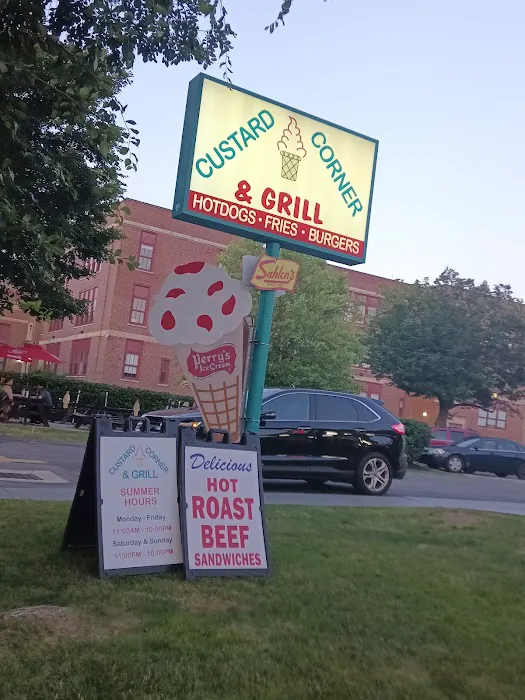 CUSTARD CORNER
& GRILL
HOTDOGS • FRIES • BURGERS
Sahlen's
Perry's
Ice Cream
CUSTARD CORNER
& GRILL
SUMMER
HOURS
Monday - Friday
11:00AM - 10:00PM
Saturday & Sunday
11:00AM - 10:00PM
Delicious
HOT
ROAST
BEEF
SANDWICHES